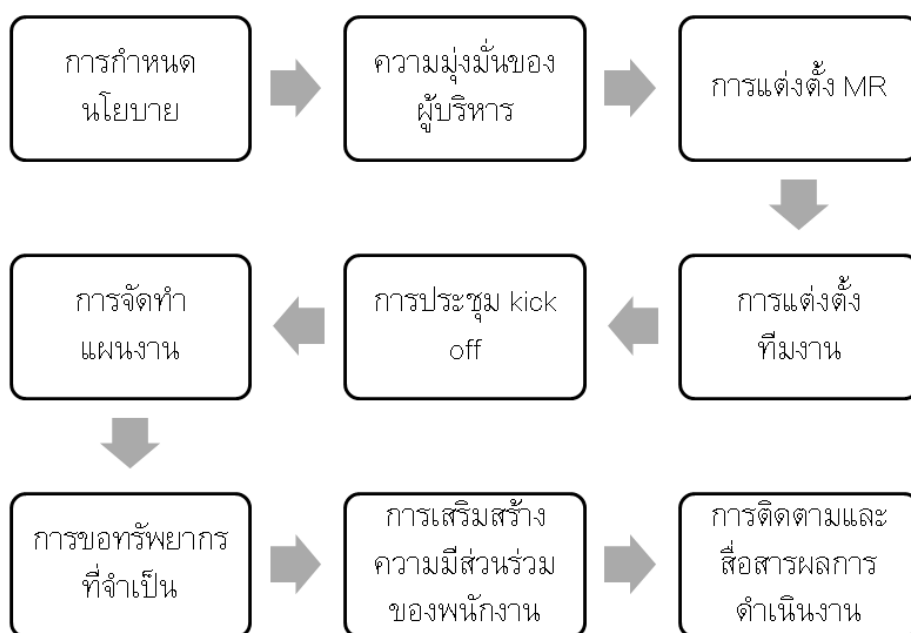 การกำหนด
นโยบาย
ความมุ่งมั่นของ
ผู้บริหาร
การแต่งตั้ง MR
การแต่งตั้ง
ทีมงาน
การประชุม kick
off
การจัดทำ
แผนงาน
การขอทรัพยากร
ที่จำเป็น
การเสริมสร้าง
ความมีส่วนร่วม
ของพนักงาน
การติดตามและ
สื่อสารผลการ
ดำเนินงาน